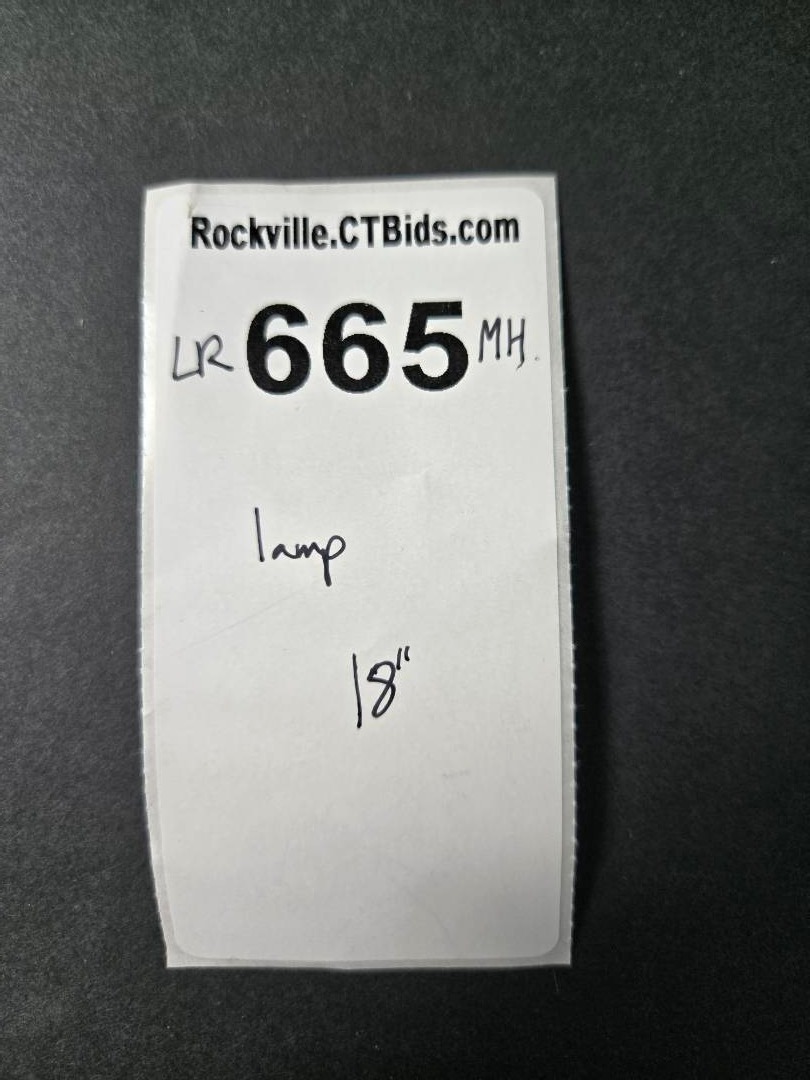 Rockville.CTBids.com
LR 665 MH.
lamp
18"